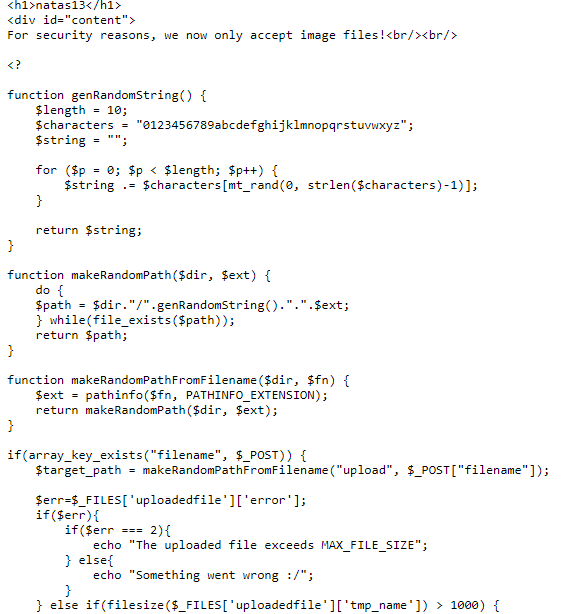 <h1>natas13</h1>
<div id="content">
For security reasons, we now only accept image files!<br/><br/>
<?
function genRandomString() {
    $length = 10;
    $characters = "0123456789abcdefghijklmnopqrstuvwxyz";
    $string = "";
    for ($p = 0; $p < $length; $p++) {
        $string .= $characters[mt_rand(0, strlen($characters)-1)];
    }
    return $string;
}
function makeRandomPath($dir, $ext) {
    do {
    $path = $dir."/".genRandomString().".".$ext;
    } while(file_exists($path));
    return $path;
}
function makeRandomPathFromFilename($dir, $fn) {
    $ext = pathinfo($fn, PATHINFO_EXTENSION);
    return makeRandomPath($dir, $ext);
}
if(array_key_exists("filename", $_POST)) {
    $target_path = makeRandomPathFromFilename("upload", $_POST["filename"]);
    $err=$_FILES['uploadedfile']['error'];
    if($err){
        if($err === 2){
            echo "The uploaded file exceeds MAX_FILE_SIZE";
        } else{
            echo "Something went wrong :/";
        }
    } else if(filesize($_FILES['uploadedfile']['tmp_name']) > 1000) {